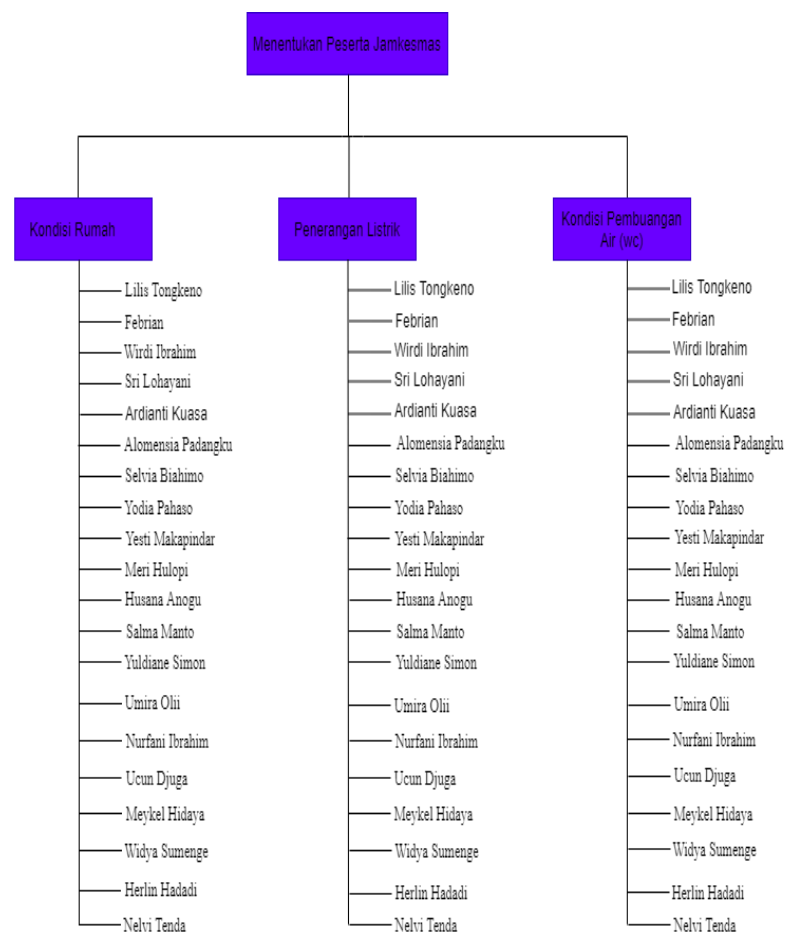 Menentukan Peserta Jamkesmas
Kondisi Rumah
Lilis Tongkeno
Febrian
Wirdi Ibrahim
Sri Lohayani
Ardianti Kuasa
Alomensia Padangku
Selvia Biahimo
Yodia Pahaso
Yesti Makapindar
Meri Hulopi
Husana Anogu
Salma Manto
Yuldiane Simon
Umira Olii
Nurfani Ibrahim
Ucun Djuga
Meykel Hidaya
Widya Sumenge
Herlin Hadadi
Nelvi Tenda
Penerangan Listrik
Lilis Tongkeno
Febrian
Wirdi Ibrahim
Sri Lohayani
Ardianti Kuasa
Alomensia Padangku
Selvia Biahimo
Yodia Pahaso
Yesti Makapindar
Meri Hulopi
Husana Anogu
Salma Manto
Yuldiane Simon
Umira Olii
Nurfani Ibrahim
Ucun Djuga
Meykel Hidaya
Widya Sumenge
Herlin Hadadi
Nelvi Tenda
Kondisi Pembuangan
Air (wc)
Lilis Tongkeno
Febrian
Wirdi Ibrahim
Sri Lohayani
Ardianti Kuasa
Alomensia Padangku
Selvia Biahimo
Yodia Pahaso
Yesti Makapindar
Meri Hulopi
Husana Anogu
Salma Manto
Yuldiane Simon
Umira Olii
Nurfani Ibrahim
Ucun Djuga
Meykel Hidaya
Widya Sumenge
Herlin Hadadi
Nelvi Tenda